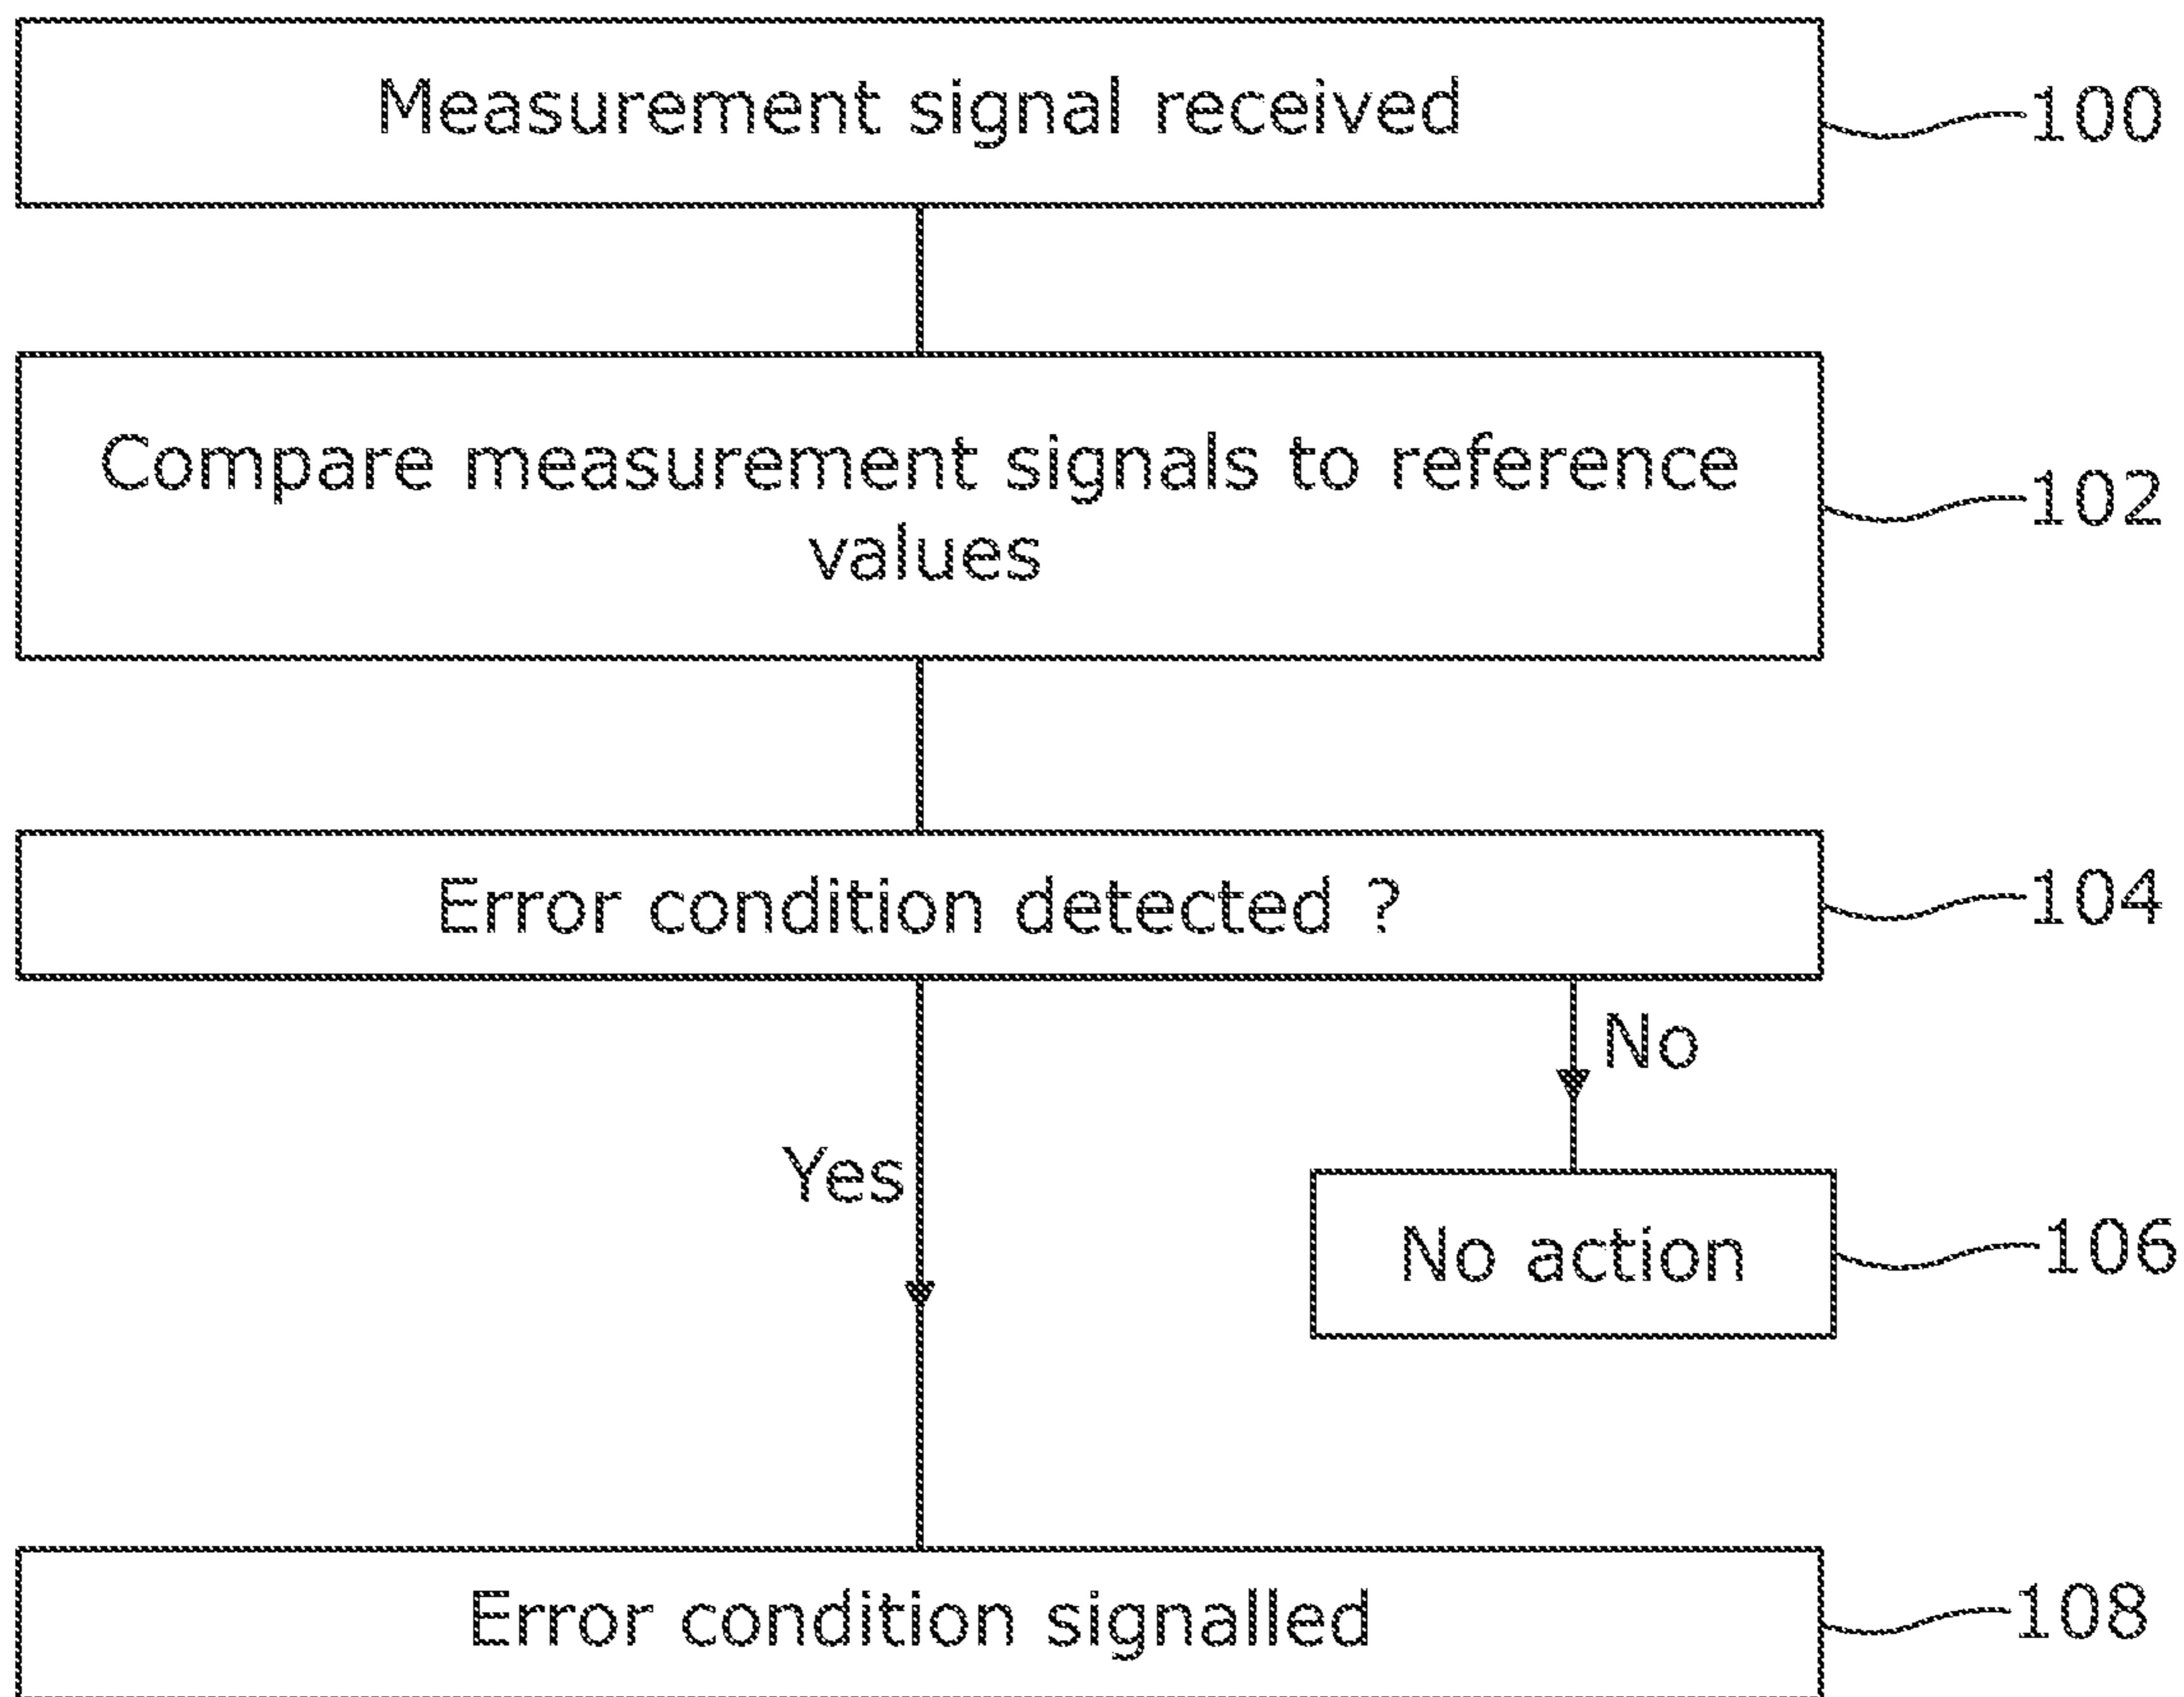 Measurement signal received
100
Compare measurement signals to reference
values
102
Error condition detected ?
104
No
Yes
No action
106
Error condition signalled
108